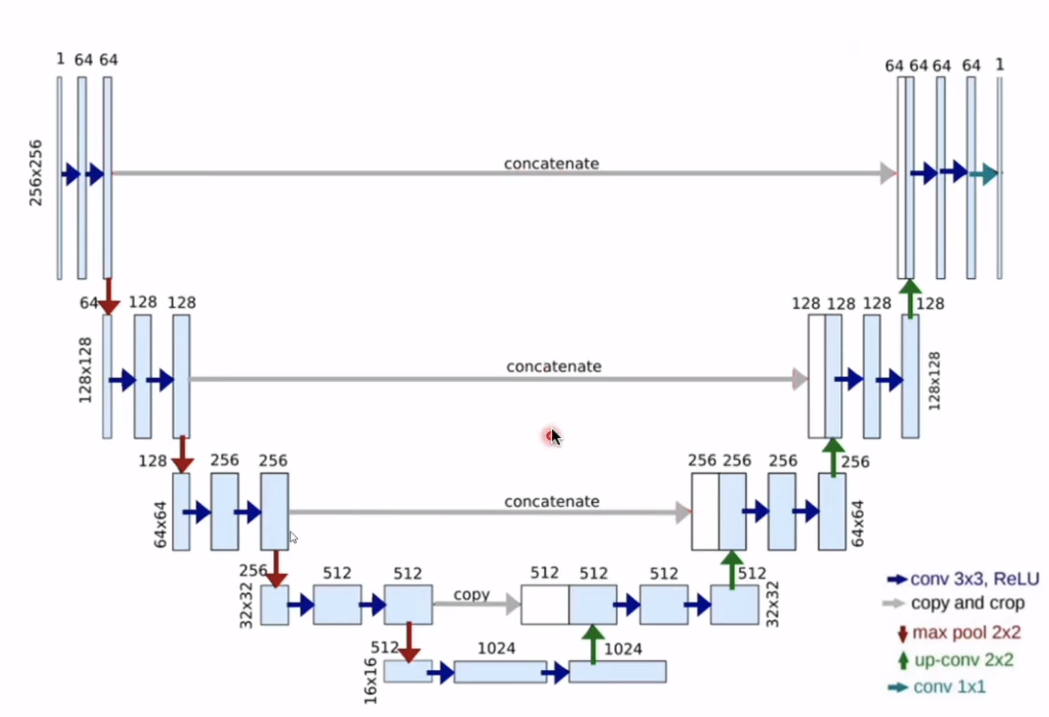 1 64 64
64 64 64 64 1
256x256
concatenate
64 128 128
128 128 128 128
128x128
concatenate
128x128
128 256 256
256 256 256 256
64x64
concatenate
64x64
256 512 512
512 512 512 512
32x32
copy
32x32
512 1024 1024
16x16
conv 3x3, ReLU
copy and crop
max pool 2x2
up-conv 2x2
conv 1x1